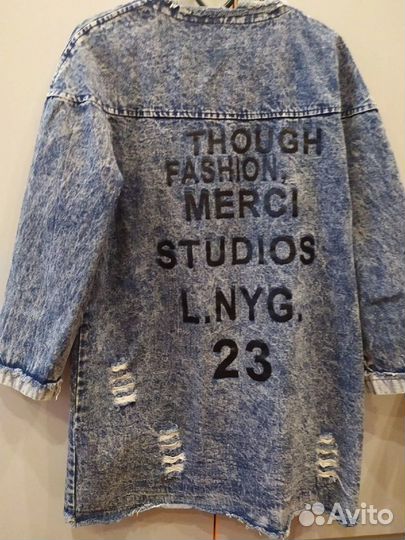 THOUGH
FASHION.
MERCI
STUDIOS
L.NYG.
23
Avito